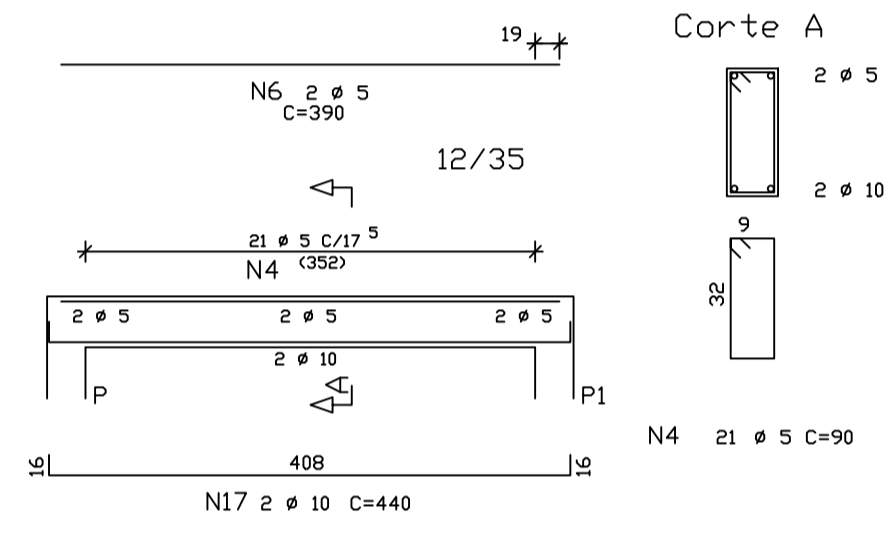 Corte A
19
2 ø 5
N6 2 ø 5
C=390
12/35
2 ø 10
9
21 ø 5 C/17 5
N4 (352)
32
2 ø 5 2 ø 5 2 ø 5
2 ø 10
A
P P1
N4 21 ø 5 C=90
16 408 16
N17 2 ø 10 C=440